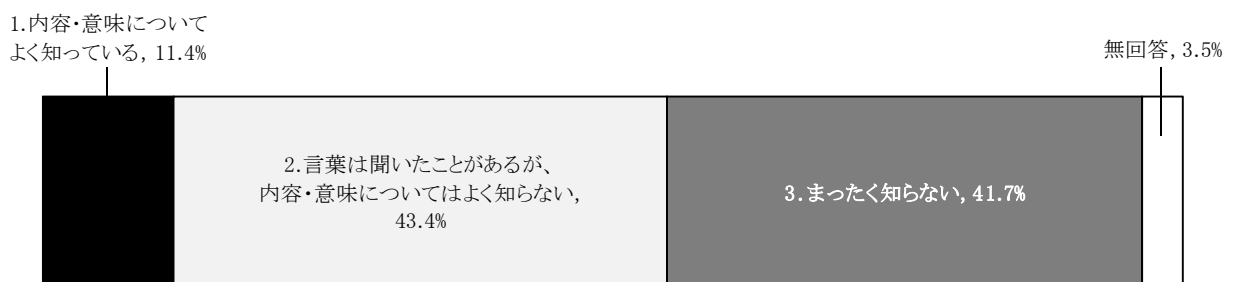 1.内容・意味について
よく知っている, 11.4%
無回答, 3.5%
2.言葉は聞いたことがあるが、
内容・意味についてはよく知らない,
43.4%
3.まったく知らない, 41.7%